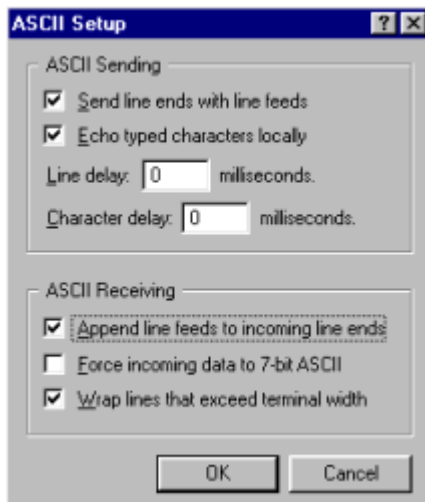 ASCII Setup
ASCII Sending
Send line ends with line feeds
Echo typed characters locally
Line delay: 0 milliseconds.
Character delay: 0 milliseconds.
ASCII Receiving
Append line feeds to incoming line ends
Force incoming data to 7-bit ASCII
Wrap lines that exceed terminal width
OK Cancel